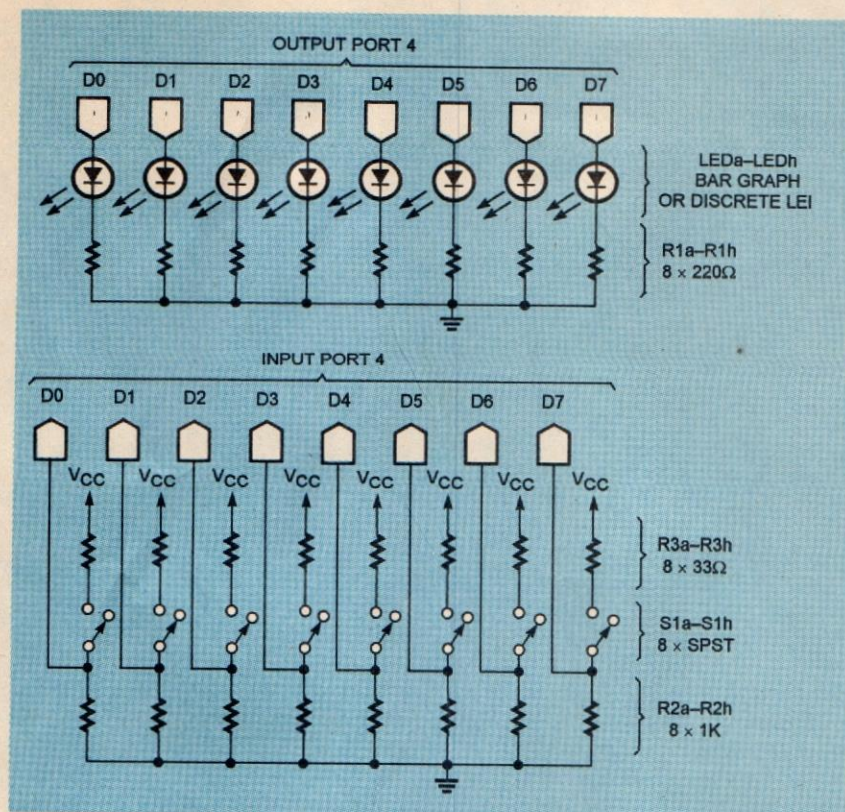 OUTPUT PORT 4
D0 D1 D2 D3 D4 D5 D6 D7
LEDa–LEDh
BAR GRAPH
OR DISCRETE LEI
R1a–R1h
8 × 220Ω
INPUT PORT 4
D0 D1 D2 D3 D4 D5 D6 D7
VCC VCC VCC VCC VCC VCC VCC VCC
R3a–R3h
8 × 33Ω
S1a–S1h
8 × SPST
R2a–R2h
8 × 1K